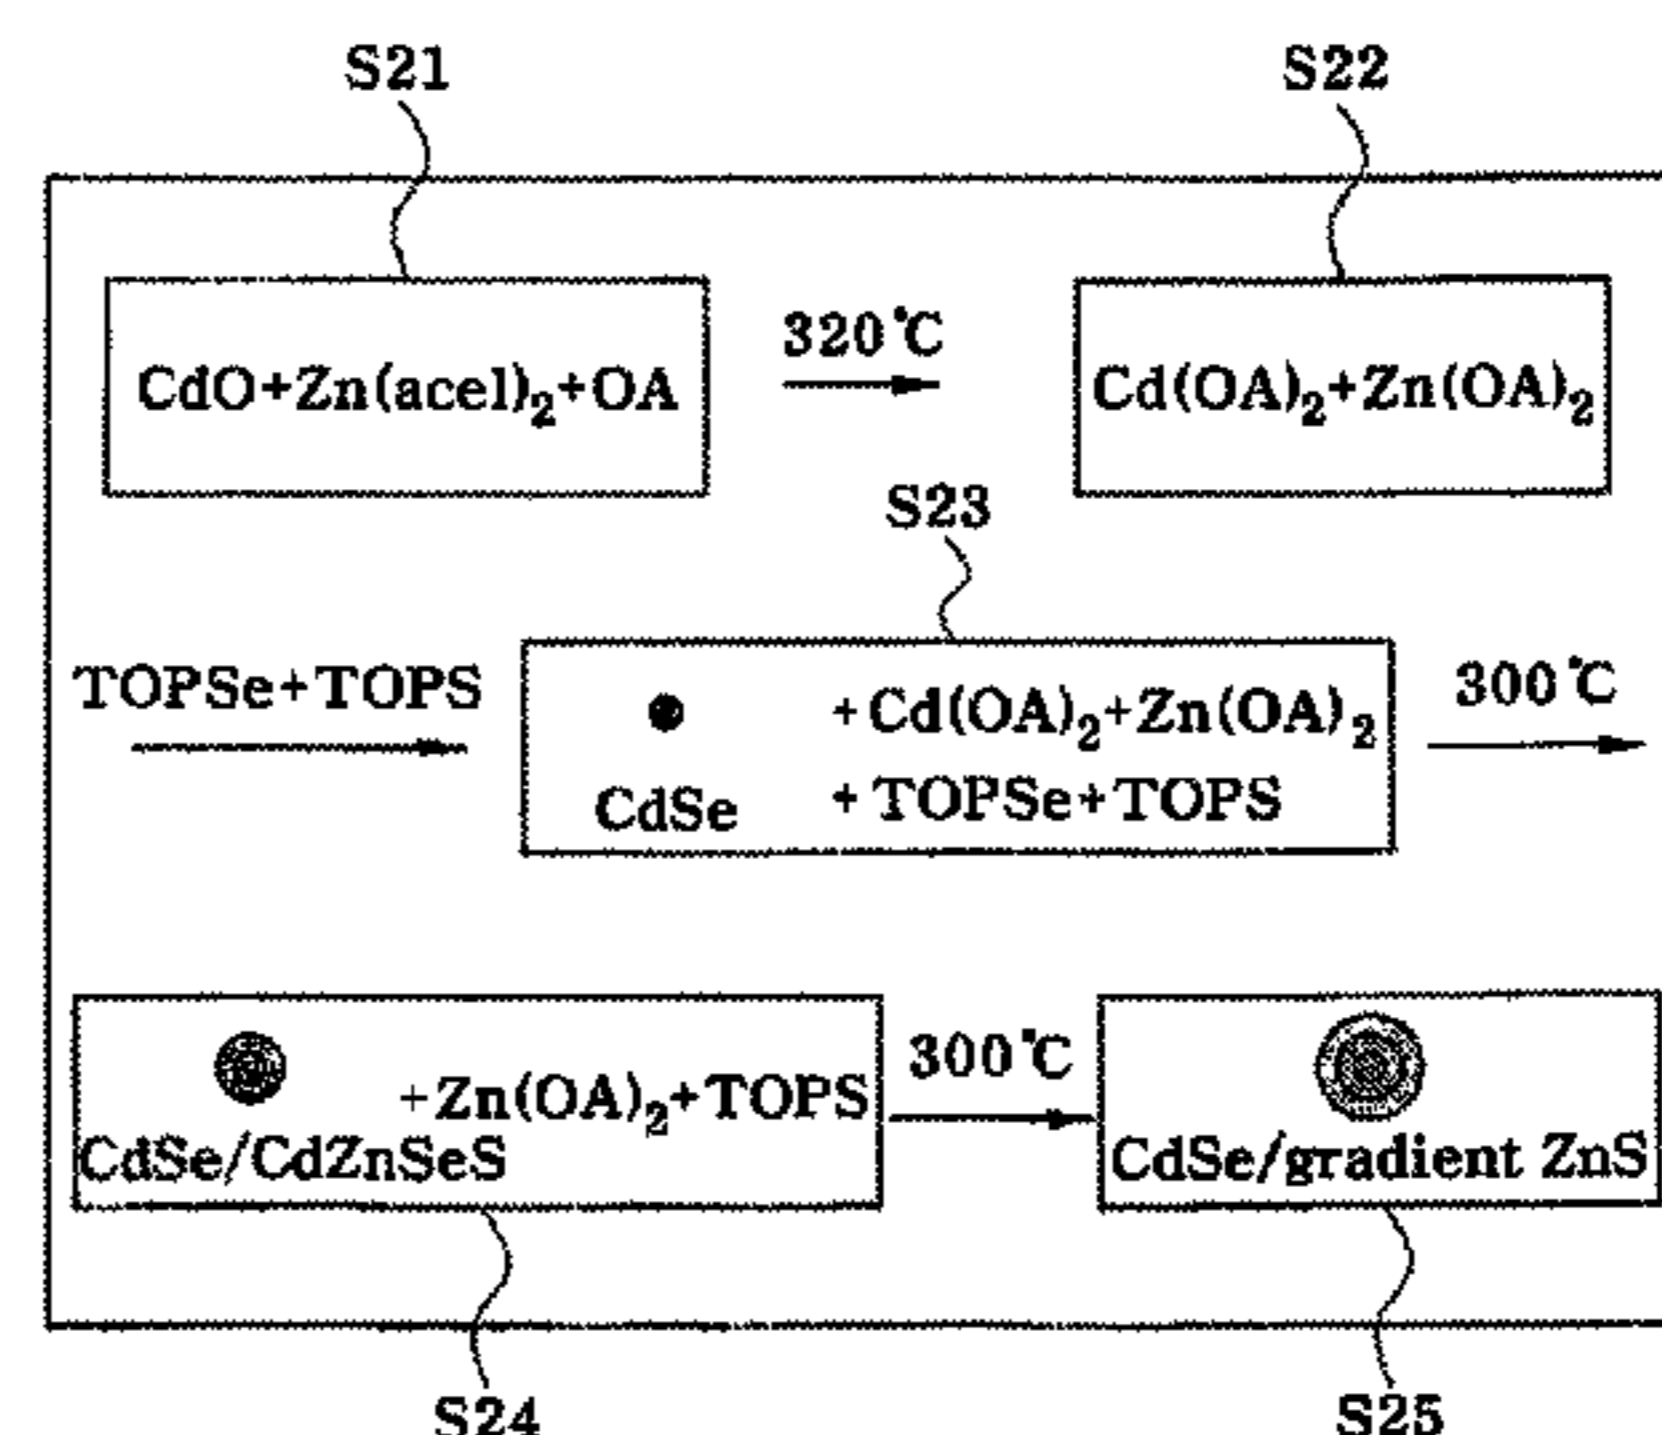 S21
S22
CdO+Zn(acel)₂+OA
320℃
Cd(OA)₂+Zn(OA)₂
S23
TOPSe+TOPS
+Cd(OA)₂+Zn(OA)₂
CdSe
+TOPSe+TOPS
300℃
+Zn(OA)₂+TOPS
CdSe/CdZnSeS
300℃
CdSe/gradient ZnS
S24
S25